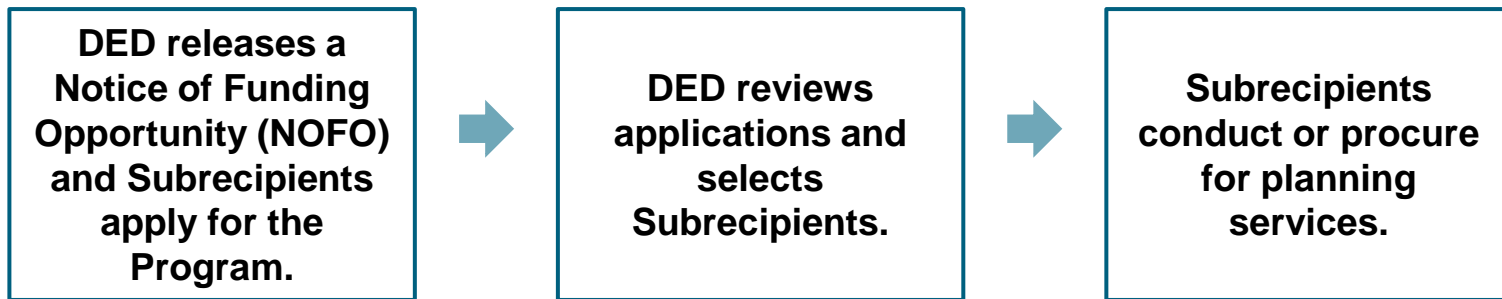 DED releases a
Notice of Funding
Opportunity (NOFO)
and Subrecipients
apply for the
Program.
DED reviews
applications and
selects
Subrecipients.
Subrecipients
conduct or procure
for planning
services.